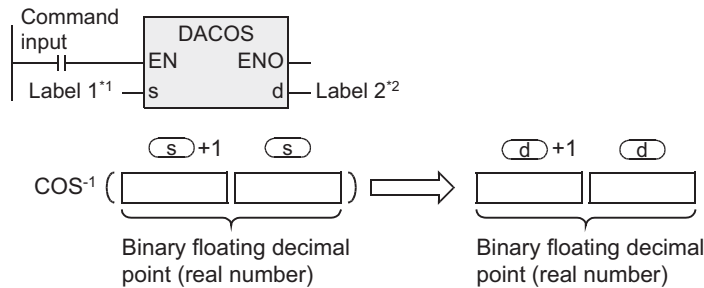 Command
input
DACOS
EN ENO
Label 1*1 s d Label 2*2
s +1 s d +1 d
COS-1 ( )
Binary floating decimal
point (real number)
Binary floating decimal
point (real number)